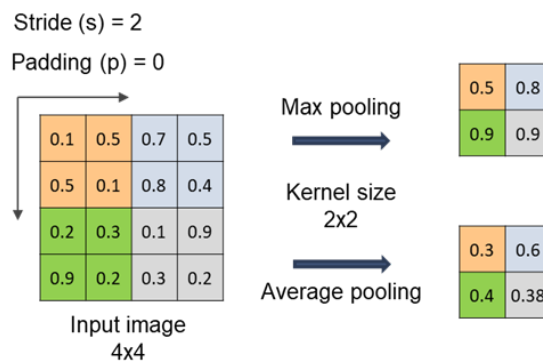 Stride (s) = 2
Padding (p) = 0
0.1 0.5 0.7 0.5
0.5 0.1 0.8 0.4
0.2 0.3 0.1 0.9
0.9 0.2 0.3 0.2
Input image
4x4
Max pooling
Kernel size
2x2
Average pooling
0.5 0.8
0.9 0.9
0.3 0.6
0.4 0.38